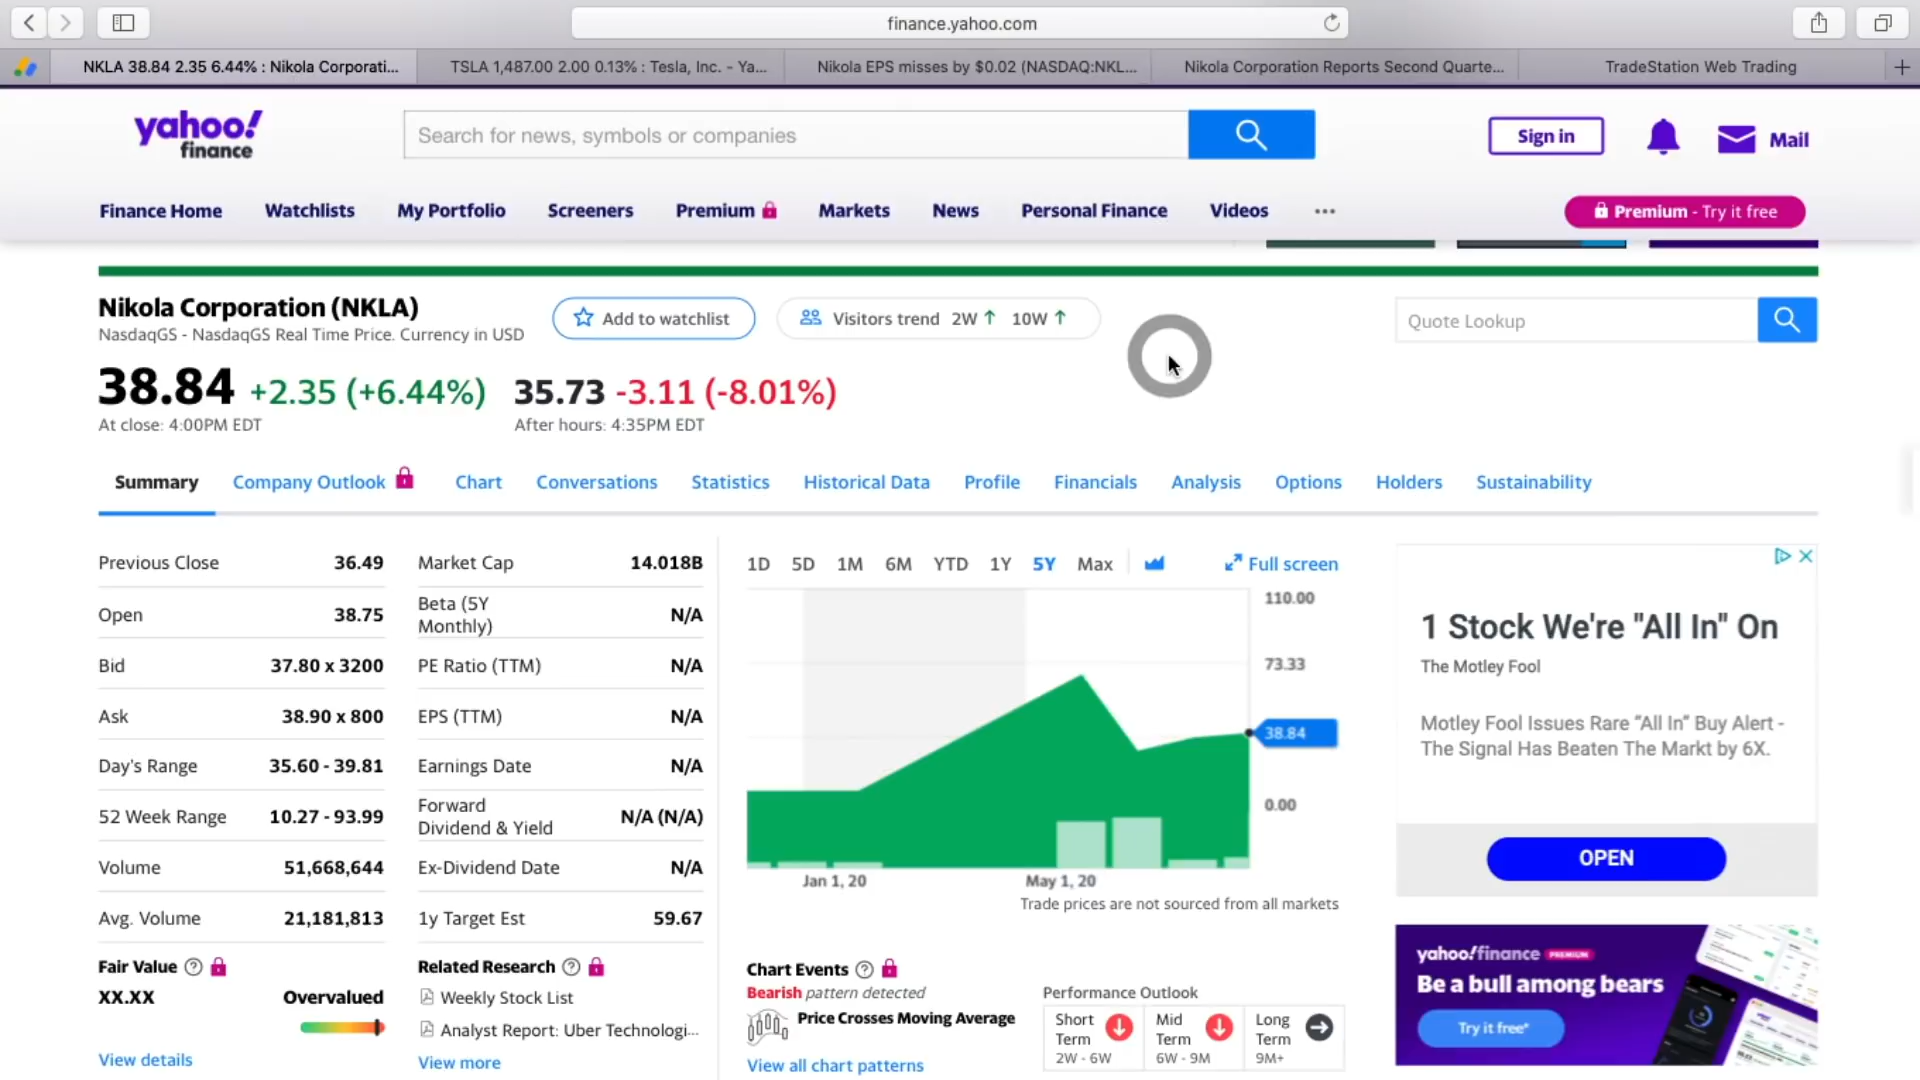 finance.yahoo.com
NKLA 38.84 2.35 6.44% : Nikola Corporati...
TSLA 1,487.00 2.00 0.13% : Tesla, Inc. - Ya...
Nikola EPS misses by $0.02 (NASDAQ:NKL...
Nikola Corporation Reports Second Quarte...
TradeStation Web Trading
yahoo!
finance
Search for news, symbols or companies
Sign in
Mail
Finance Home
Watchlists
My Portfolio
Screeners
Premium
Markets
News
Personal Finance
Videos
Premium - Try it free
Nikola Corporation (NKLA)
NasdaqGS - NasdaqGS Real Time Price. Currency in USD
Add to watchlist
Visitors trend 2W ↑ 10W ↑
Quote Lookup
38.84 +2.35 (+6.44%)
At close: 4:00PM EDT
35.73 -3.11 (-8.01%)
After hours: 4:35PM EDT
Summary
Company Outlook
Chart
Conversations
Statistics
Historical Data
Profile
Financials
Analysis
Options
Holders
Sustainability
Previous Close 36.49
Open 38.75
Bid 37.80 x 3200
Ask 38.90 x 800
Day's Range 35.60 - 39.81
52 Week Range 10.27 - 93.99
Volume 51,668,644
Avg. Volume 21,181,813
Market Cap 14.018B
Beta (5Y
Monthly) N/A
PE Ratio (TTM) N/A
EPS (TTM) N/A
Earnings Date N/A
Forward
Dividend & Yield N/A (N/A)
Ex-Dividend Date N/A
1y Target Est 59.67
Fair Value
XX.XX Overvalued
View details
Related Research
Weekly Stock List
Analyst Report: Uber Technologi...
View more
1D 5D 1M 6M YTD 1Y 5Y Max
Full screen
110.00
73.33
38.84
0.00
Jan 1, 20
May 1, 20
Trade prices are not sourced from all markets
Chart Events
Bearish pattern detected
Price Crosses Moving Average
View all chart patterns
Performance Outlook
Short
Term
2W - 6W
Mid
Term
6W - 9M
Long
Term
9M+
1 Stock We're "All In" On
The Motley Fool
Motley Fool Issues Rare “All In” Buy Alert -
The Signal Has Beaten The Markt by 6X.
OPEN
yahoo!finance PREMIUM
Be a bull among bears
Try it free*